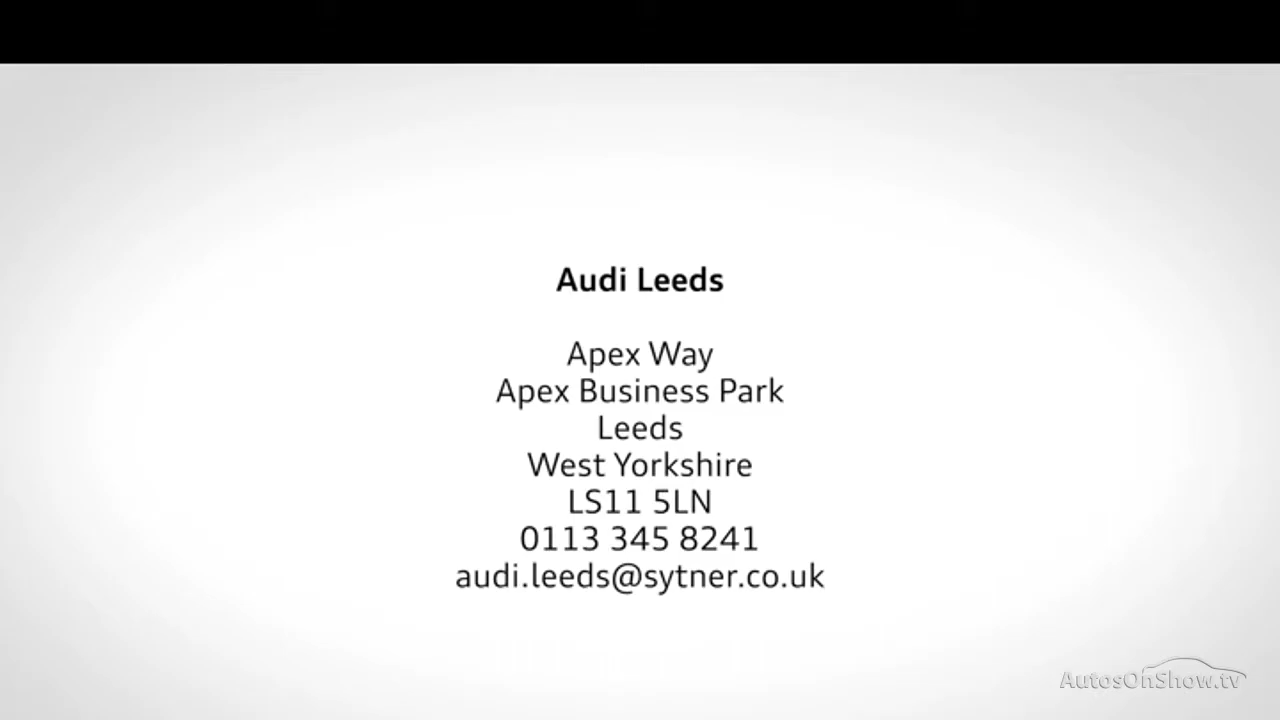 Audi Leeds
Apex Way
Apex Business Park
Leeds
West Yorkshire
LS11 5LN
0113 345 8241
audi.leeds@sytner.co.uk
AutosOnShow.tv